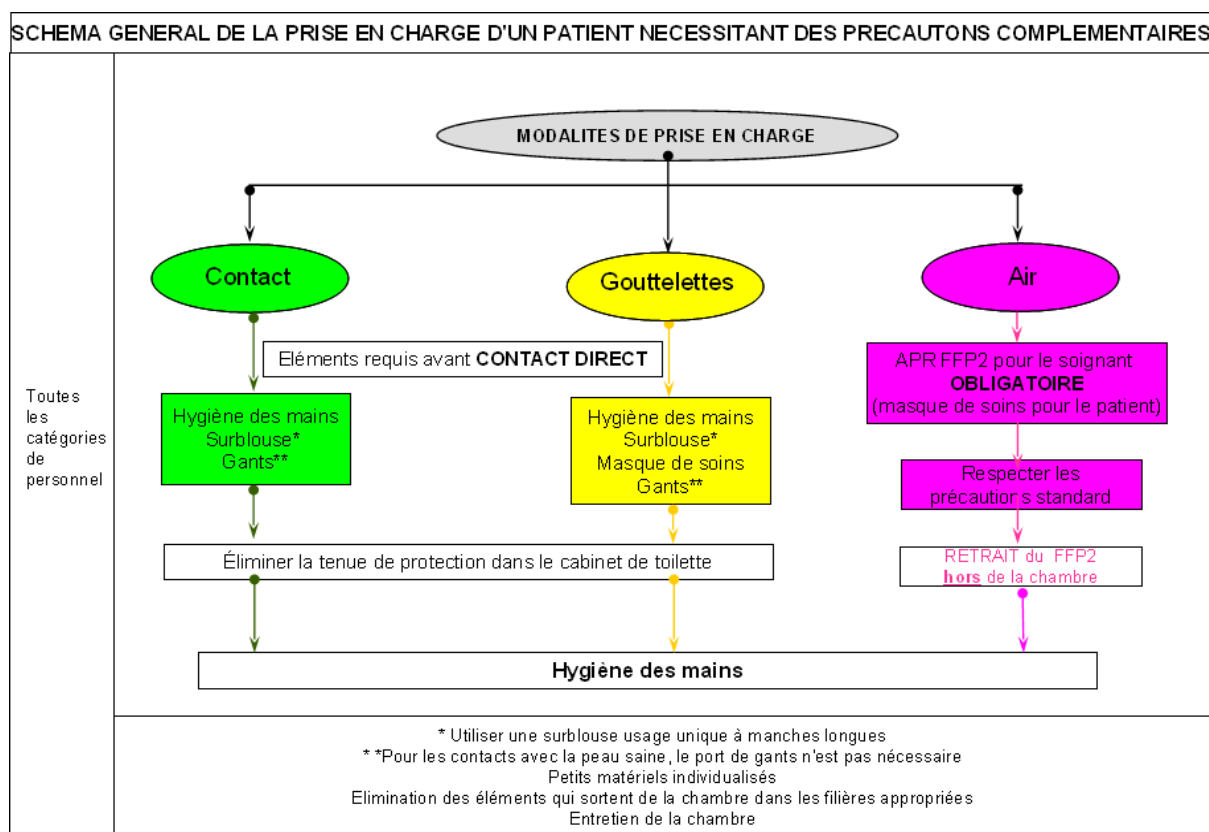 SCHEMA GENERAL DE LA PRISE EN CHARGE D'UN PATIENT NECESSITANT DES PRECAUTONS COMPLEMENTAIRES
MODALITES DE PRISE EN CHARGE
Contact
Gouttelettes
Air
Eléments requis avant CONTACT DIRECT
APR FFP2 pour le soignant
OBLIGATOIRE
(masque de soins pour le patient)
Toutes
les
catégories
de
personnel
Hygiène des mains
Surblouse*
Gants**
Hygiène des mains
Surblouse*
Masque de soins
Gants**
Respecter les
précautions standard
Éliminer la tenue de protection dans le cabinet de toilette
RETRAIT du FFP2
hors de la chambre
Hygiène des mains
* Utiliser une surblouse usage unique à manches longues
* *Pour les contacts avec la peau saine, le port de gants n'est pas nécessaire
Petits matériels individualisés
Elimination des éléments qui sortent de la chambre dans les filières appropriées
Entretien de la chambre